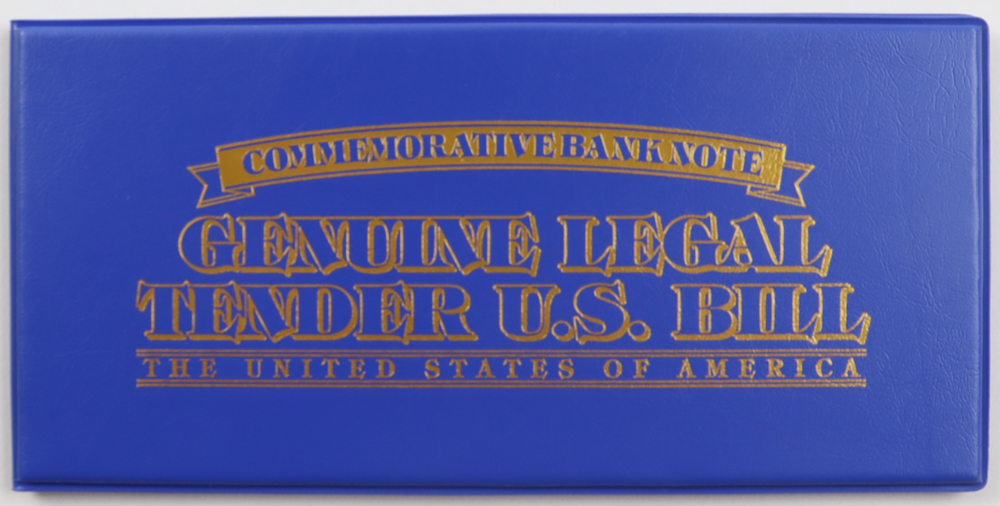 COMMEMORATIVE BANK NOTE
GENUINE LEGAL
TENDER U.S. BILL
THE UNITED STATES OF AMERICA